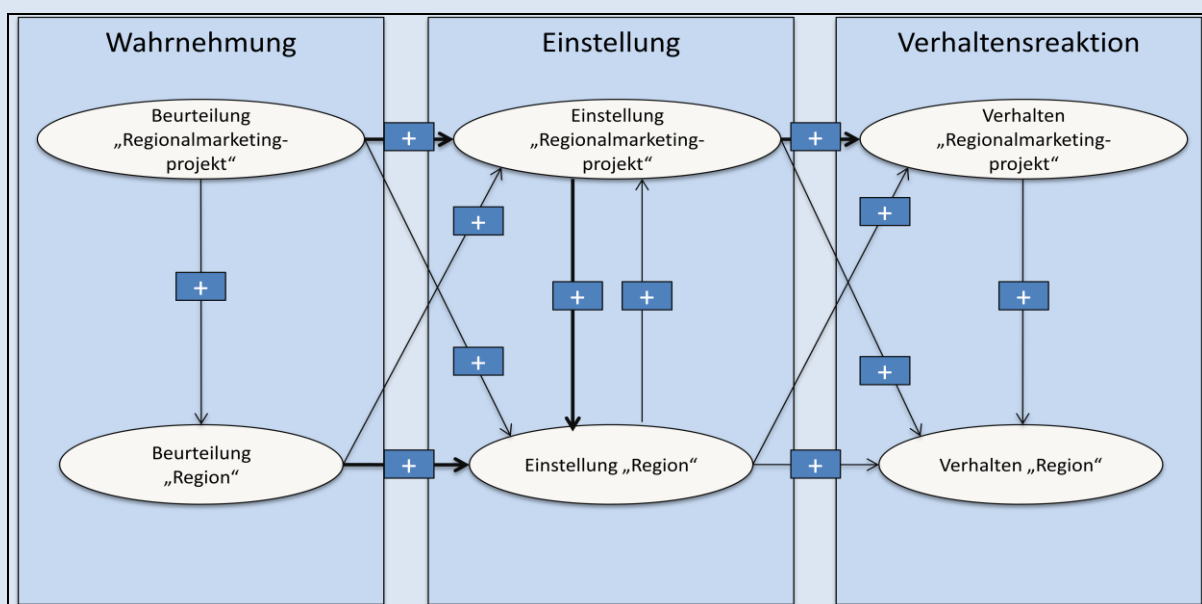 Wahrnehmung
Einstellung
Verhaltensreaktion
Beurteilung
„Regionalmarketing-
projekt“
+
Einstellung
„Regionalmarketing-
projekt“
+
Verhalten
„Regionalmarketing-
projekt“
+
+
+
+
+
+
+
+
Beurteilung
„Region“
+
Einstellung „Region“
+
Verhalten „Region“